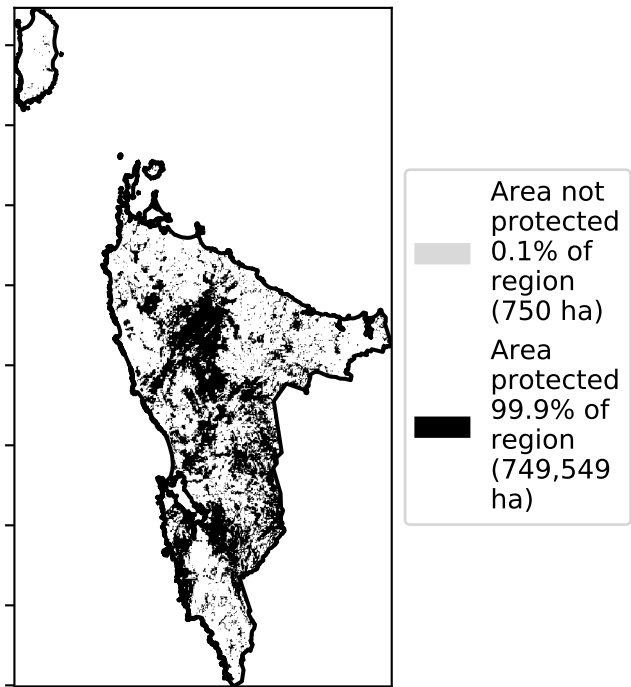 Area not
protected
0.1% of
region
(750 ha)
Area
protected
99.9% of
region
(749,549
ha)